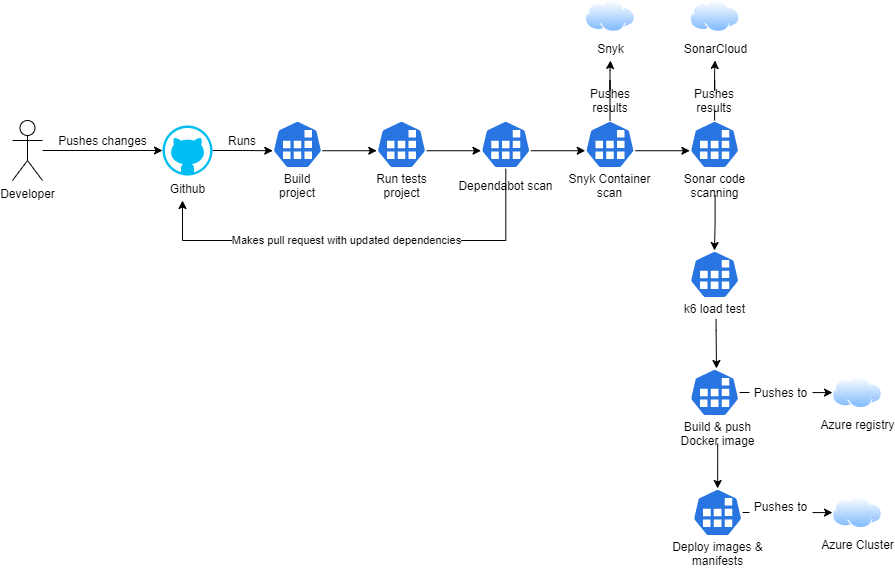 Snyk
SonarCloud
Pushes
results
Pushes
results
Pushes changes
Runs
Developer
Github
Build
project
Run tests
project
Dependabot scan
Snyk Container
scan
Sonar code
scanning
Makes pull request with updated dependencies
k6 load test
Pushes to
Build & push
Docker image
Azure registry
Pushes to
Deploy images &
manifests
Azure Cluster